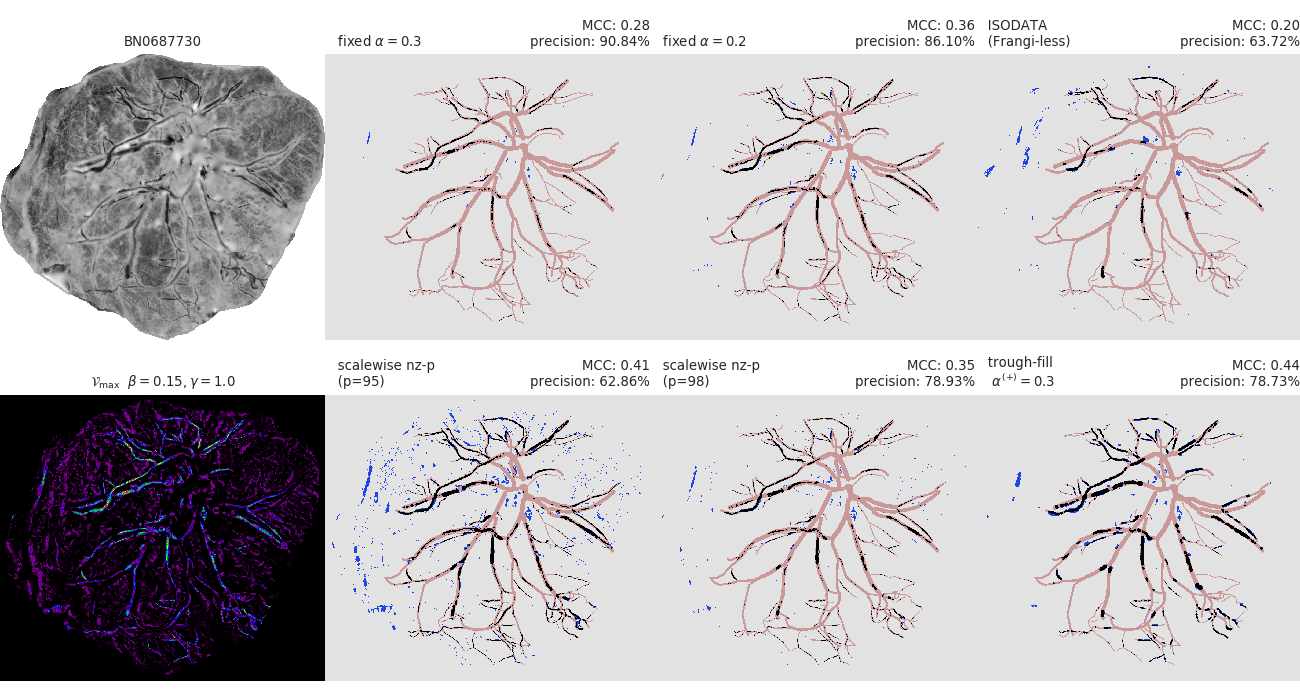 BN0687730
fixed α = 0.3
MCC: 0.28
precision: 90.84%
fixed α = 0.2
MCC: 0.36
precision: 86.10%
ISODATA
(Frangi-less)
MCC: 0.20
precision: 63.72%
𝒱max β = 0.15, γ = 1.0
scalewise nz-p
(p=95)
MCC: 0.41
precision: 62.86%
scalewise nz-p
(p=98)
MCC: 0.35
precision: 78.93%
trough-fill
α(+) = 0.3
MCC: 0.44
precision: 78.73%